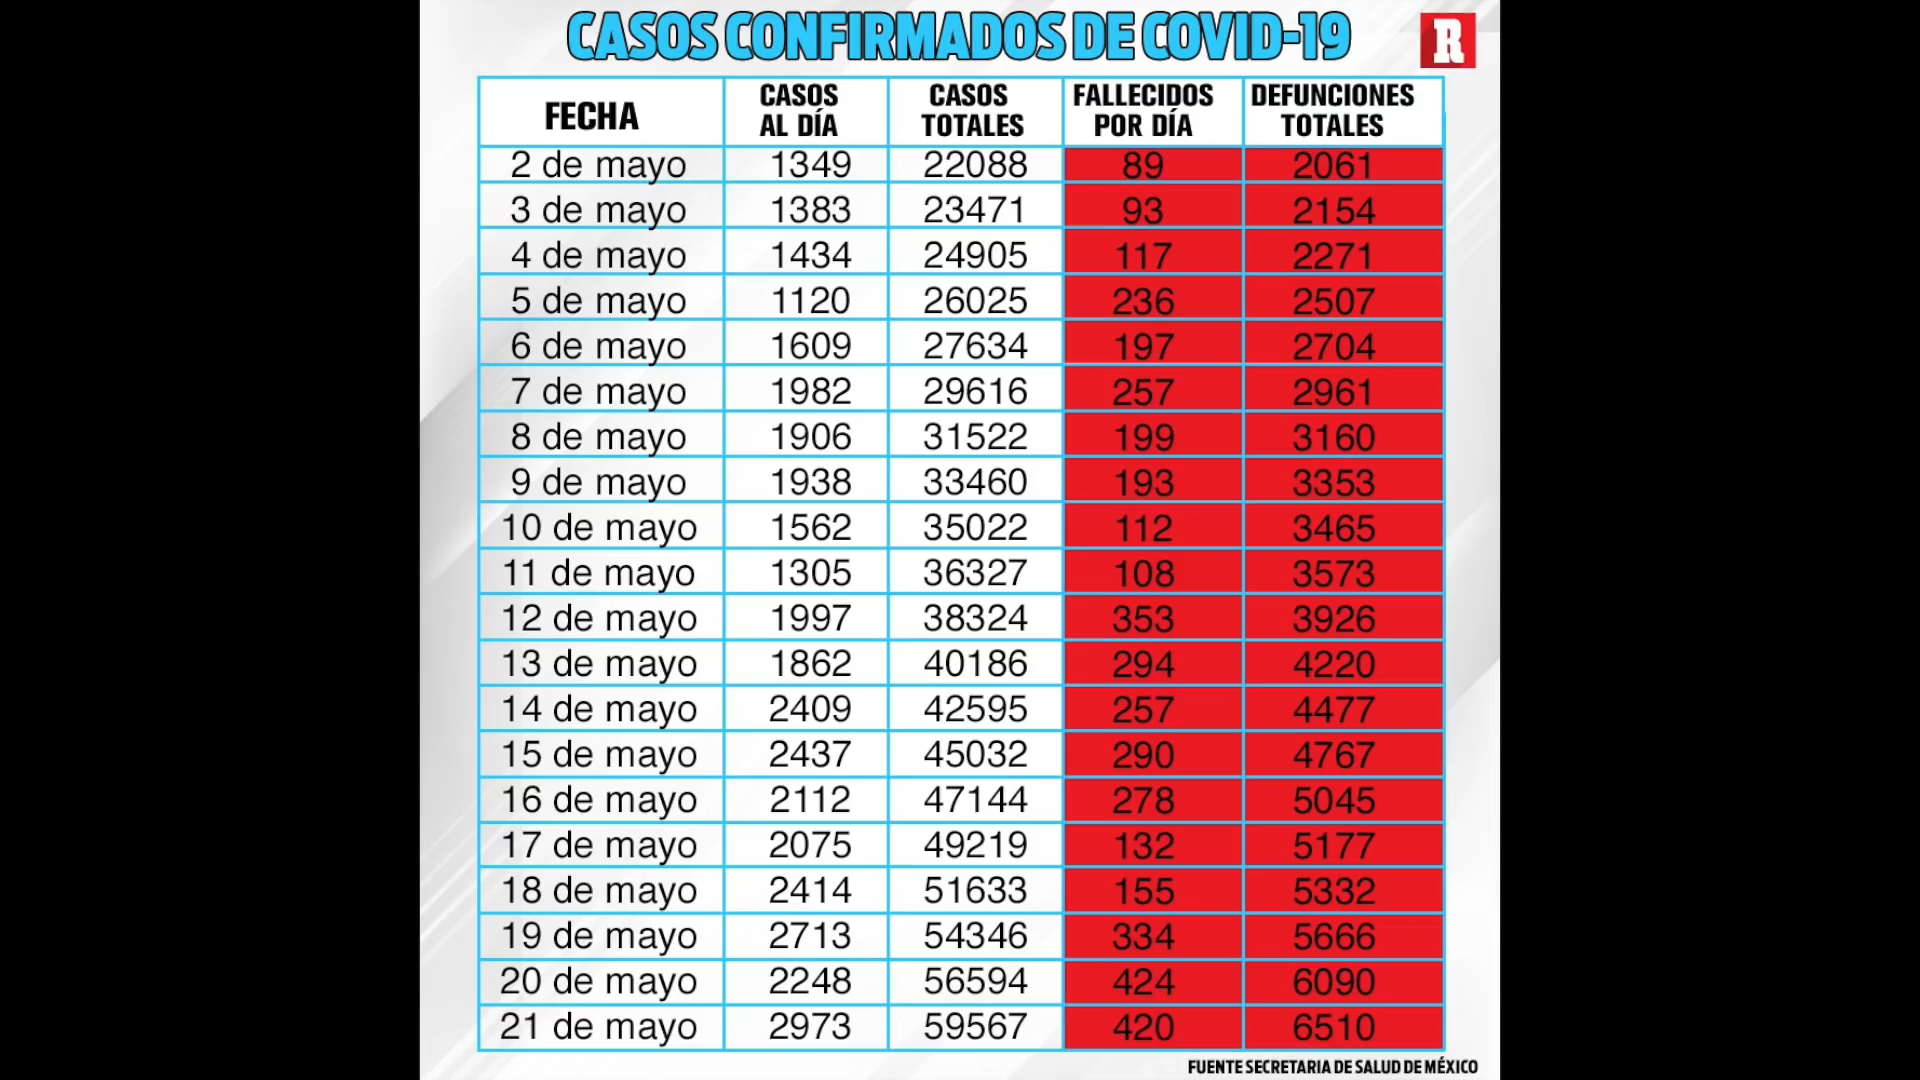 CASOS CONFIRMADOS DE COVID-19
R
FECHA CASOS AL DÍA CASOS TOTALES FALLECIDOS POR DÍA DEFUNCIONES TOTALES
2 de mayo 1349 22088 89 2061
3 de mayo 1383 23471 93 2154
4 de mayo 1434 24905 117 2271
5 de mayo 1120 26025 236 2507
6 de mayo 1609 27634 197 2704
7 de mayo 1982 29616 257 2961
8 de mayo 1906 31522 199 3160
9 de mayo 1938 33460 193 3353
10 de mayo 1562 35022 112 3465
11 de mayo 1305 36327 108 3573
12 de mayo 1997 38324 353 3926
13 de mayo 1862 40186 294 4220
14 de mayo 2409 42595 257 4477
15 de mayo 2437 45032 290 4767
16 de mayo 2112 47144 278 5045
17 de mayo 2075 49219 132 5177
18 de mayo 2414 51633 155 5332
19 de mayo 2713 54346 334 5666
20 de mayo 2248 56594 424 6090
21 de mayo 2973 59567 420 6510
FUENTE SECRETARIA DE SALUD DE MÉXICO